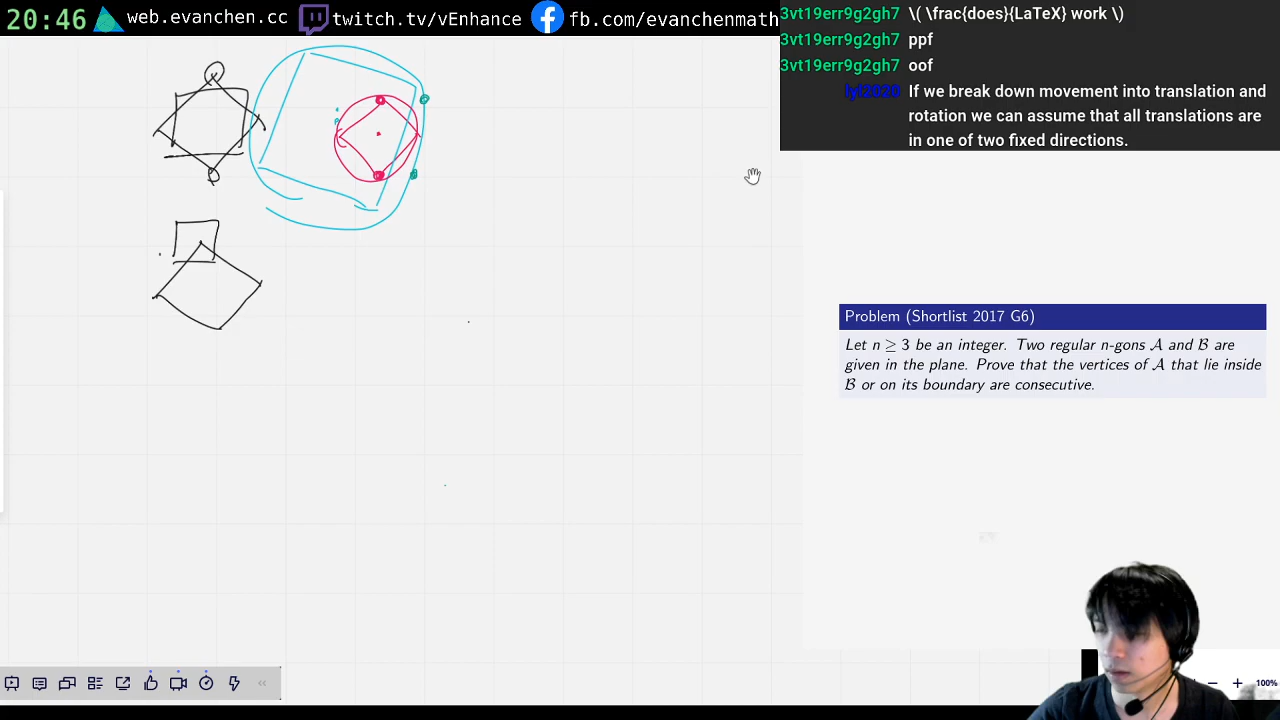 20:46 web.evanchen.cc twitch.tv/vEnhance fb.com/evanchenmath
3vt19err9g2gh7 \( \frac{does}{LaTeX} work \)
3vt19err9g2gh7 ppf
3vt19err9g2gh7 oof
lyl2020 If we break down movement into translation and
rotation we can assume that all translations are
in one of two fixed directions.
Problem (Shortlist 2017 G6)
Let n ≥ 3 be an integer. Two regular n-gons 𝒜 and ℬ are
given in the plane. Prove that the vertices of 𝒜 that lie inside
ℬ or on its boundary are consecutive.
100%